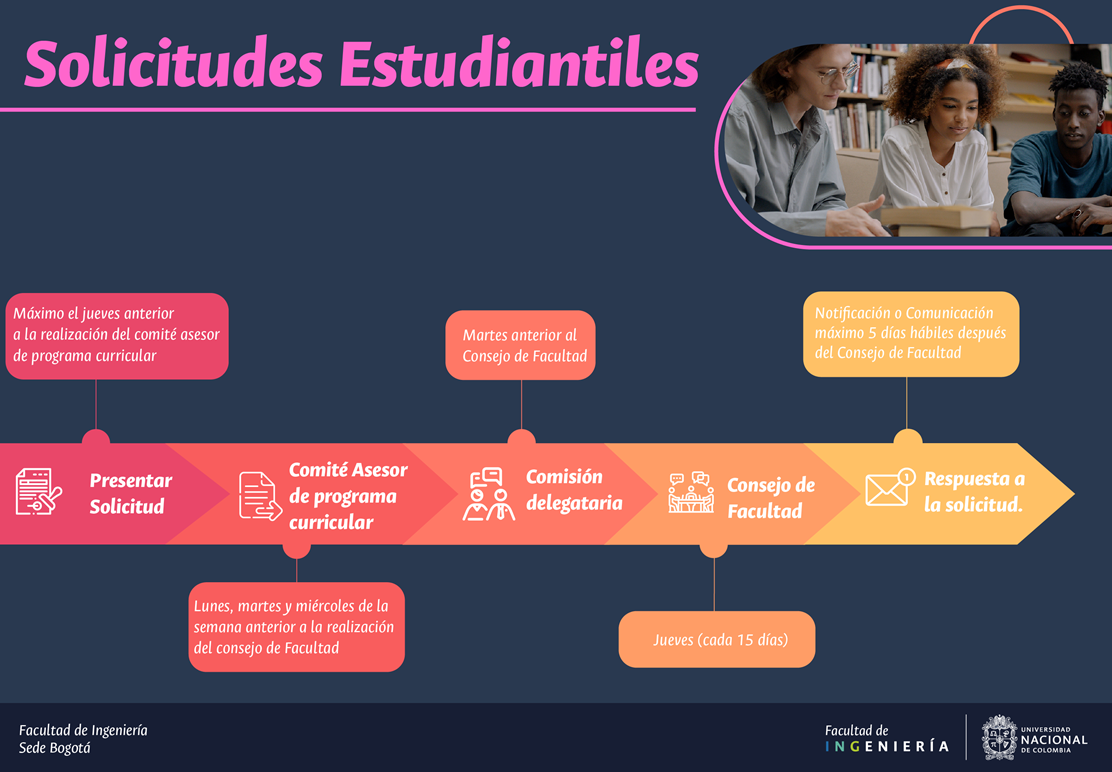 Solicitudes Estudiantiles
Máximo el jueves anterior
a la realización del comité asesor
de programa curricular
Martes anterior al
Consejo de Facultad
Notificación o Comunicación
máximo 5 días hábiles después
del Consejo de Facultad
Presentar
Solicitud
Comité Asesor
de programa
curricular
Comisión
delegataria
Consejo de
Facultad
1
Respuesta a
la solicitud.
Lunes, martes y miércoles de la
semana anterior a la realización
del consejo de Facultad
Jueves (cada 15 días)
Facultad de Ingeniería
Sede Bogotá
Facultad de
INGENIERÍA
UNIVERSIDAD
NACIONAL
DE COLOMBIA